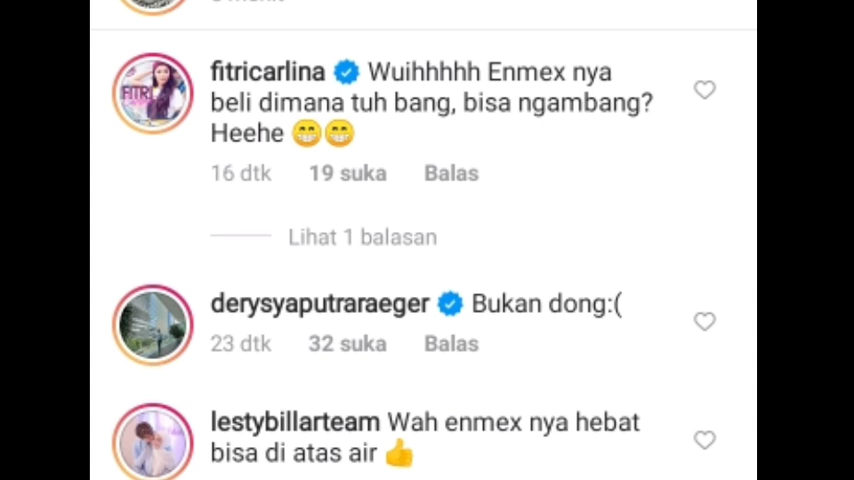 fitricarlina Wuihhhhh Enmex nya
beli dimana tuh bang, bisa ngambang?
Heehe 😁😁
16 dtk 19 suka Balas
Lihat 1 balasan
derysyaputraraeger Bukan dong:(
23 dtk 32 suka Balas
lestybillarteam Wah enmex nya hebat
bisa di atas air 👍